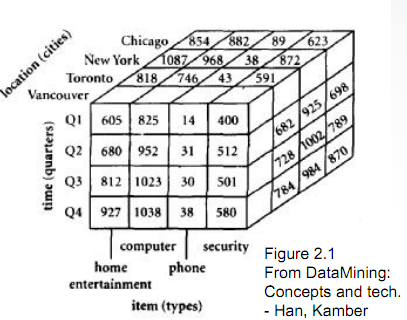 location (cities)
Chicago 854 882 89 623
New York 1087 968 38 872
Toronto 818 746 43 591
Vancouver
time (quarters)
Q1 605 825 14 400
Q2 680 952 31 512
Q3 812 1023 30 501
Q4 927 1038 38 580
682 925 698
728 1002 789
784 984 870
computer security
home phone
entertainment
item (types)
Figure 2.1
From DataMining:
Concepts and tech.
- Han, Kamber